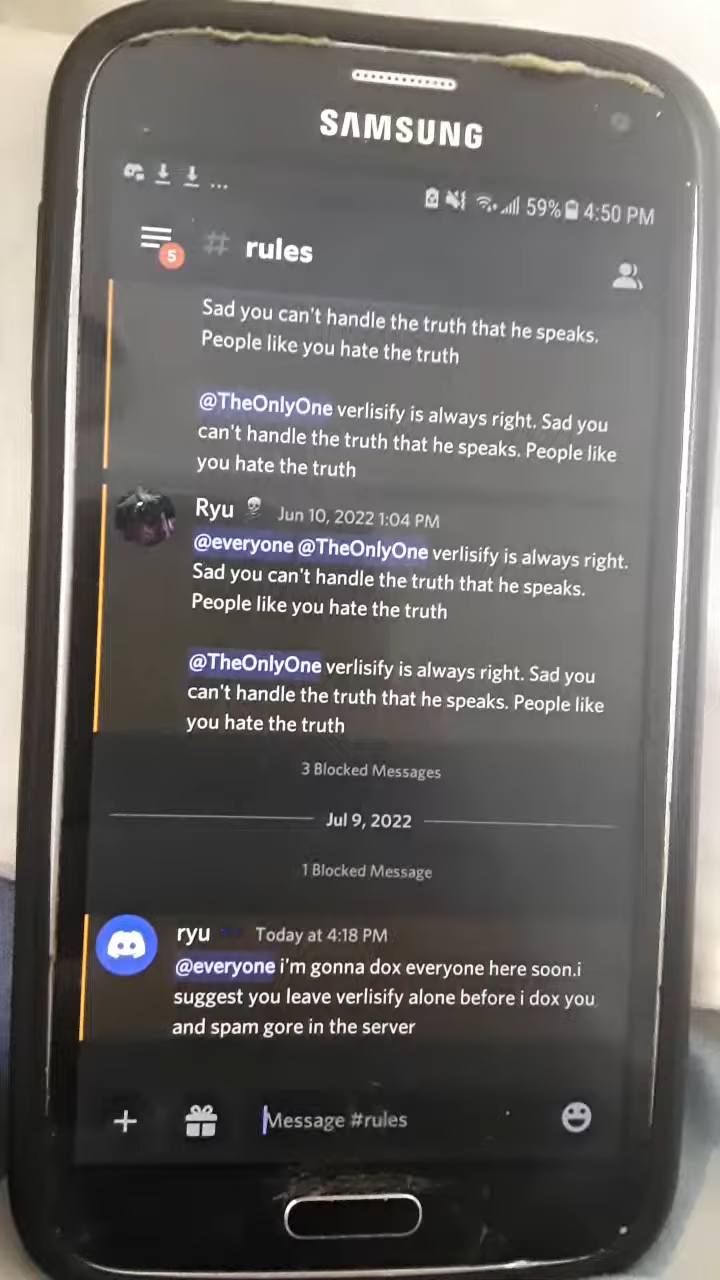 SAMSUNG
... 59% 4:50 PM
5 # rules
Sad you can't handle the truth that he speaks.
People like you hate the truth
@TheOnlyOne verlisify is always right. Sad you
can't handle the truth that he speaks. People like
you hate the truth
Ryu ☠ Jun 10, 2022 1:04 PM
@everyone @TheOnlyOne verlisify is always right.
Sad you can't handle the truth that he speaks.
People like you hate the truth
@TheOnlyOne verlisify is always right. Sad you
can't handle the truth that he speaks. People like
you hate the truth
3 Blocked Messages
Jul 9, 2022
1 Blocked Message
ryu Today at 4:18 PM
@everyone i'm gonna dox everyone here soon.i
suggest you leave verlisify alone before i dox you
and spam gore in the server
Message #rules